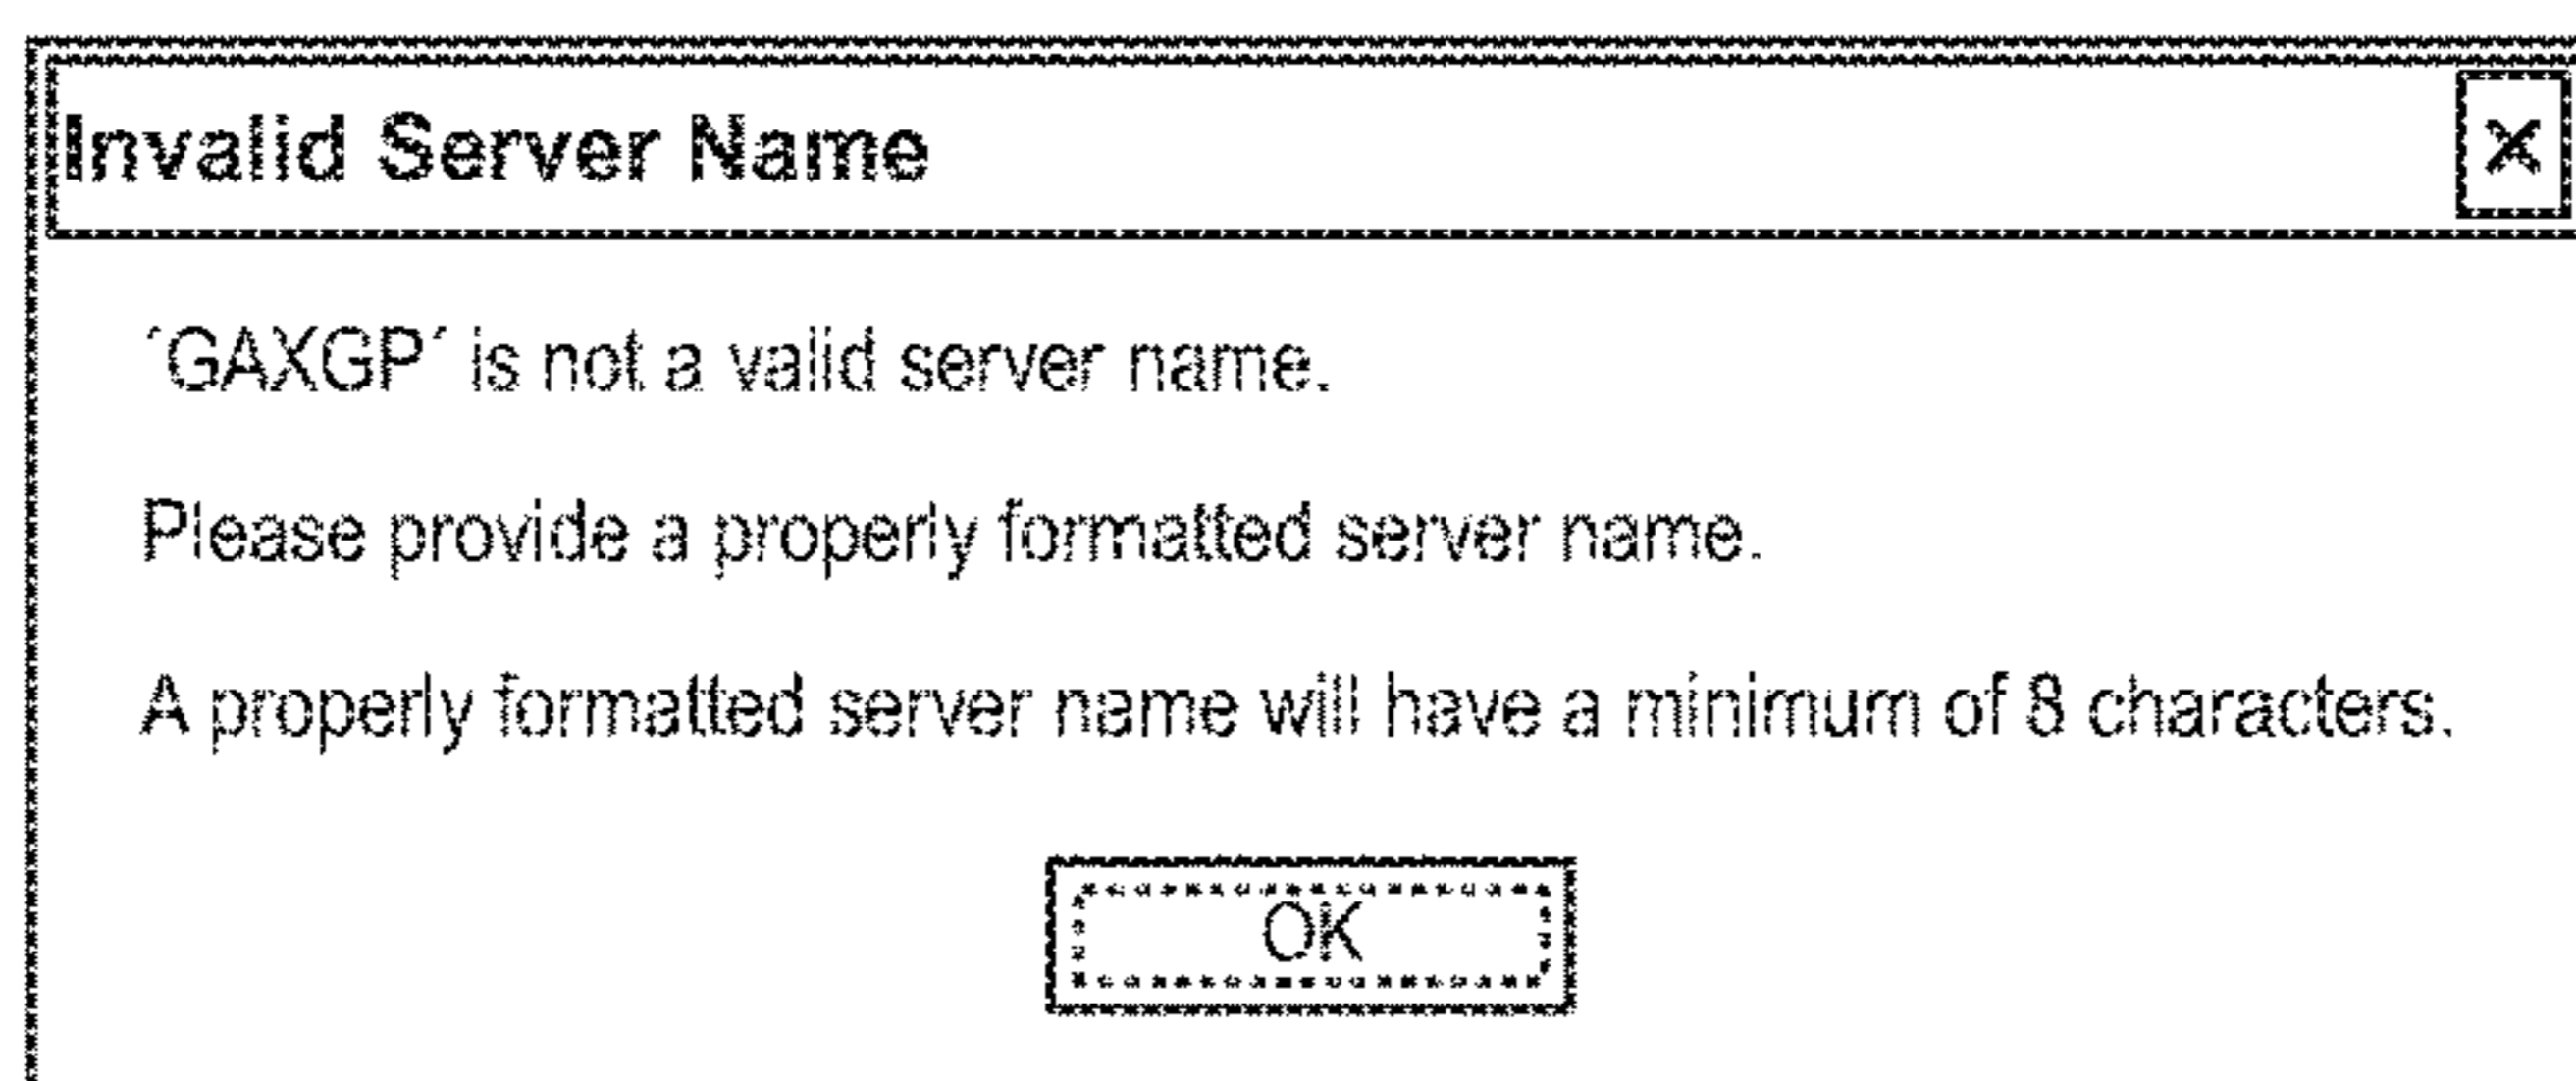 Invalid Server Name
´GAXGP´ is not a valid server name.
Please provide a properly formatted server name.
A properly formatted server name will have a minimum of 8 characters.
OK